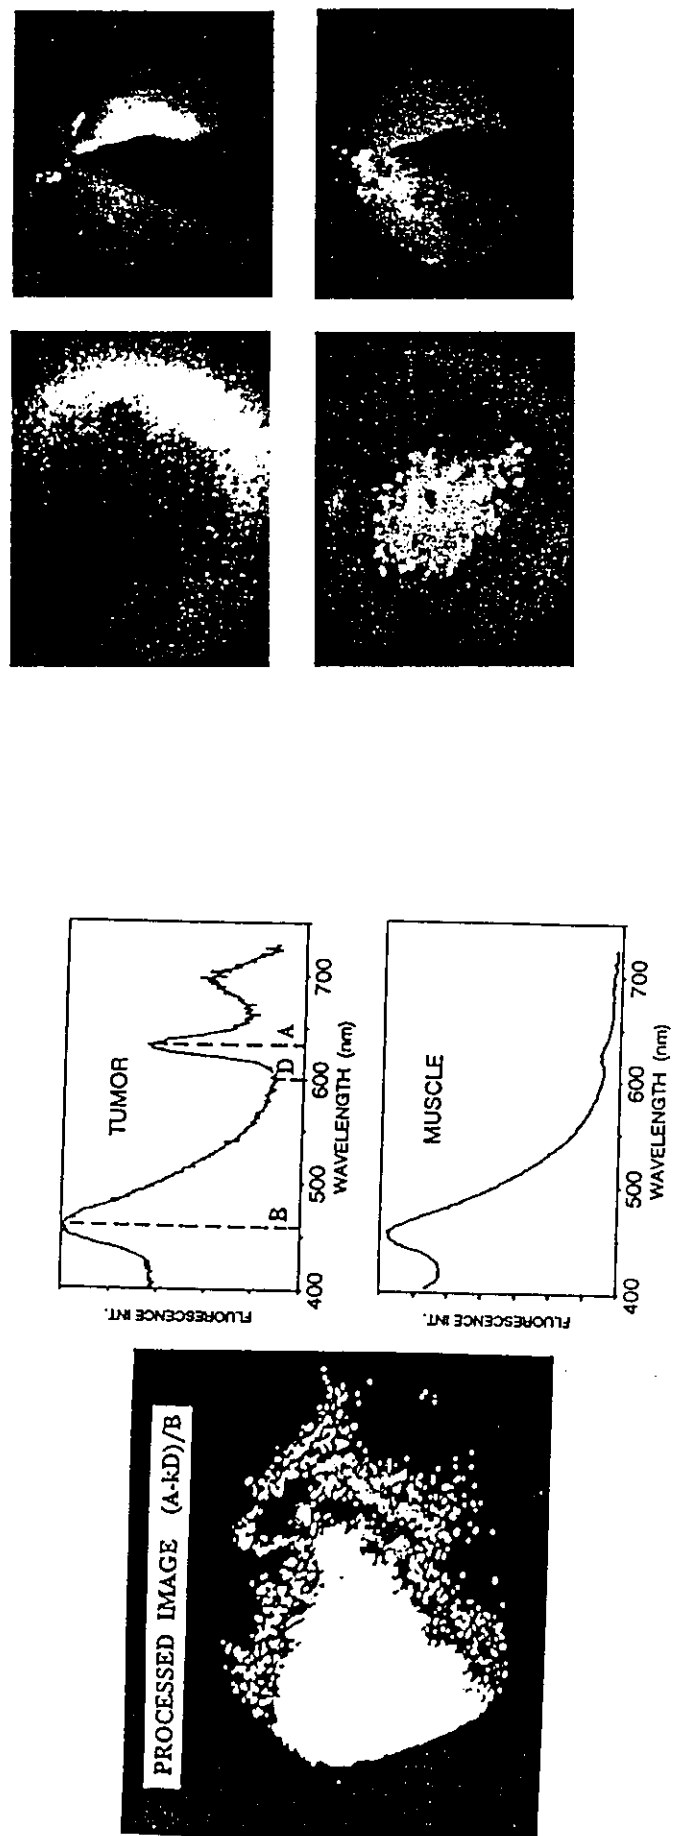 PROCESSED IMAGE (A-kD)/B
FLUORESCENCE INT.
TUMOR
B
D
A
400
500
600
700
WAVELENGTH (nm)
FLUORESCENCE INT.
MUSCLE
400
500
600
700
WAVELENGTH (nm)